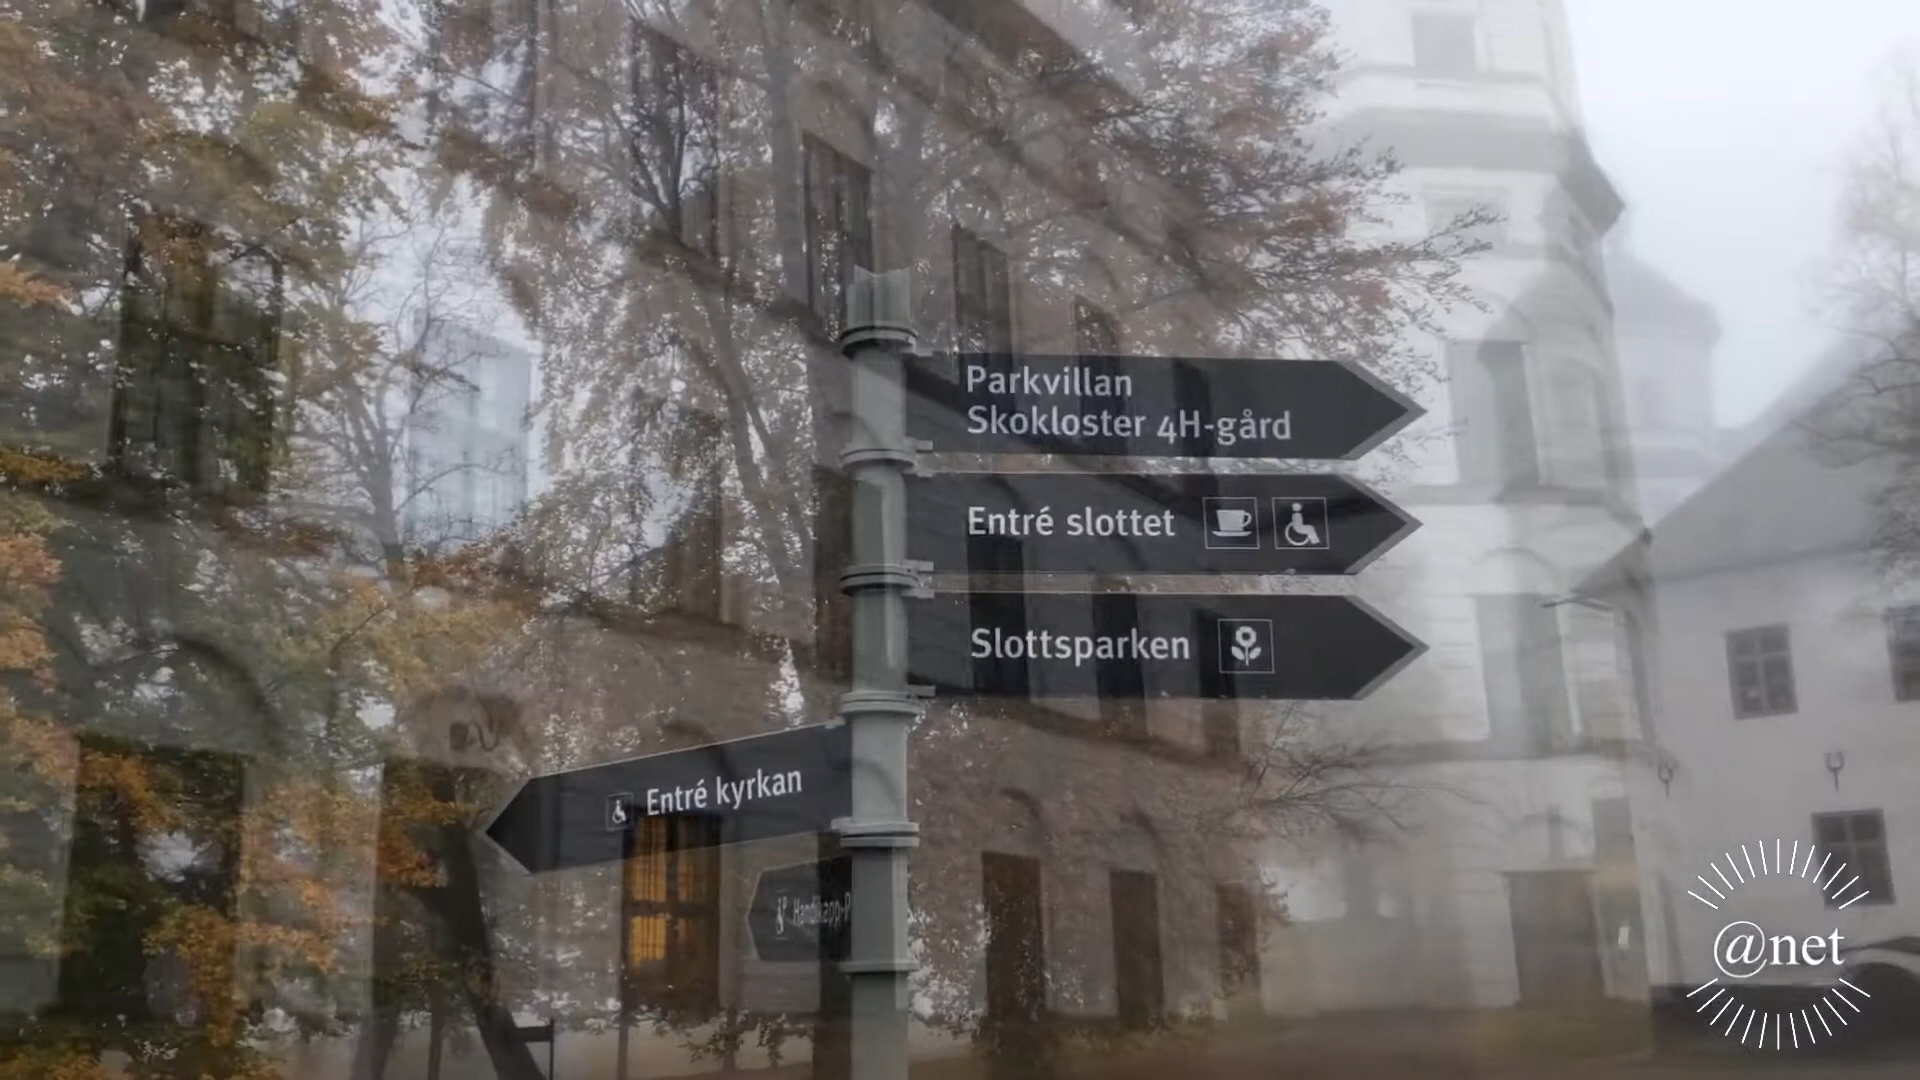 Parkvillan
Skokloster 4H-gård
Entré slottet
Slottsparken
Entré kyrkan
@net